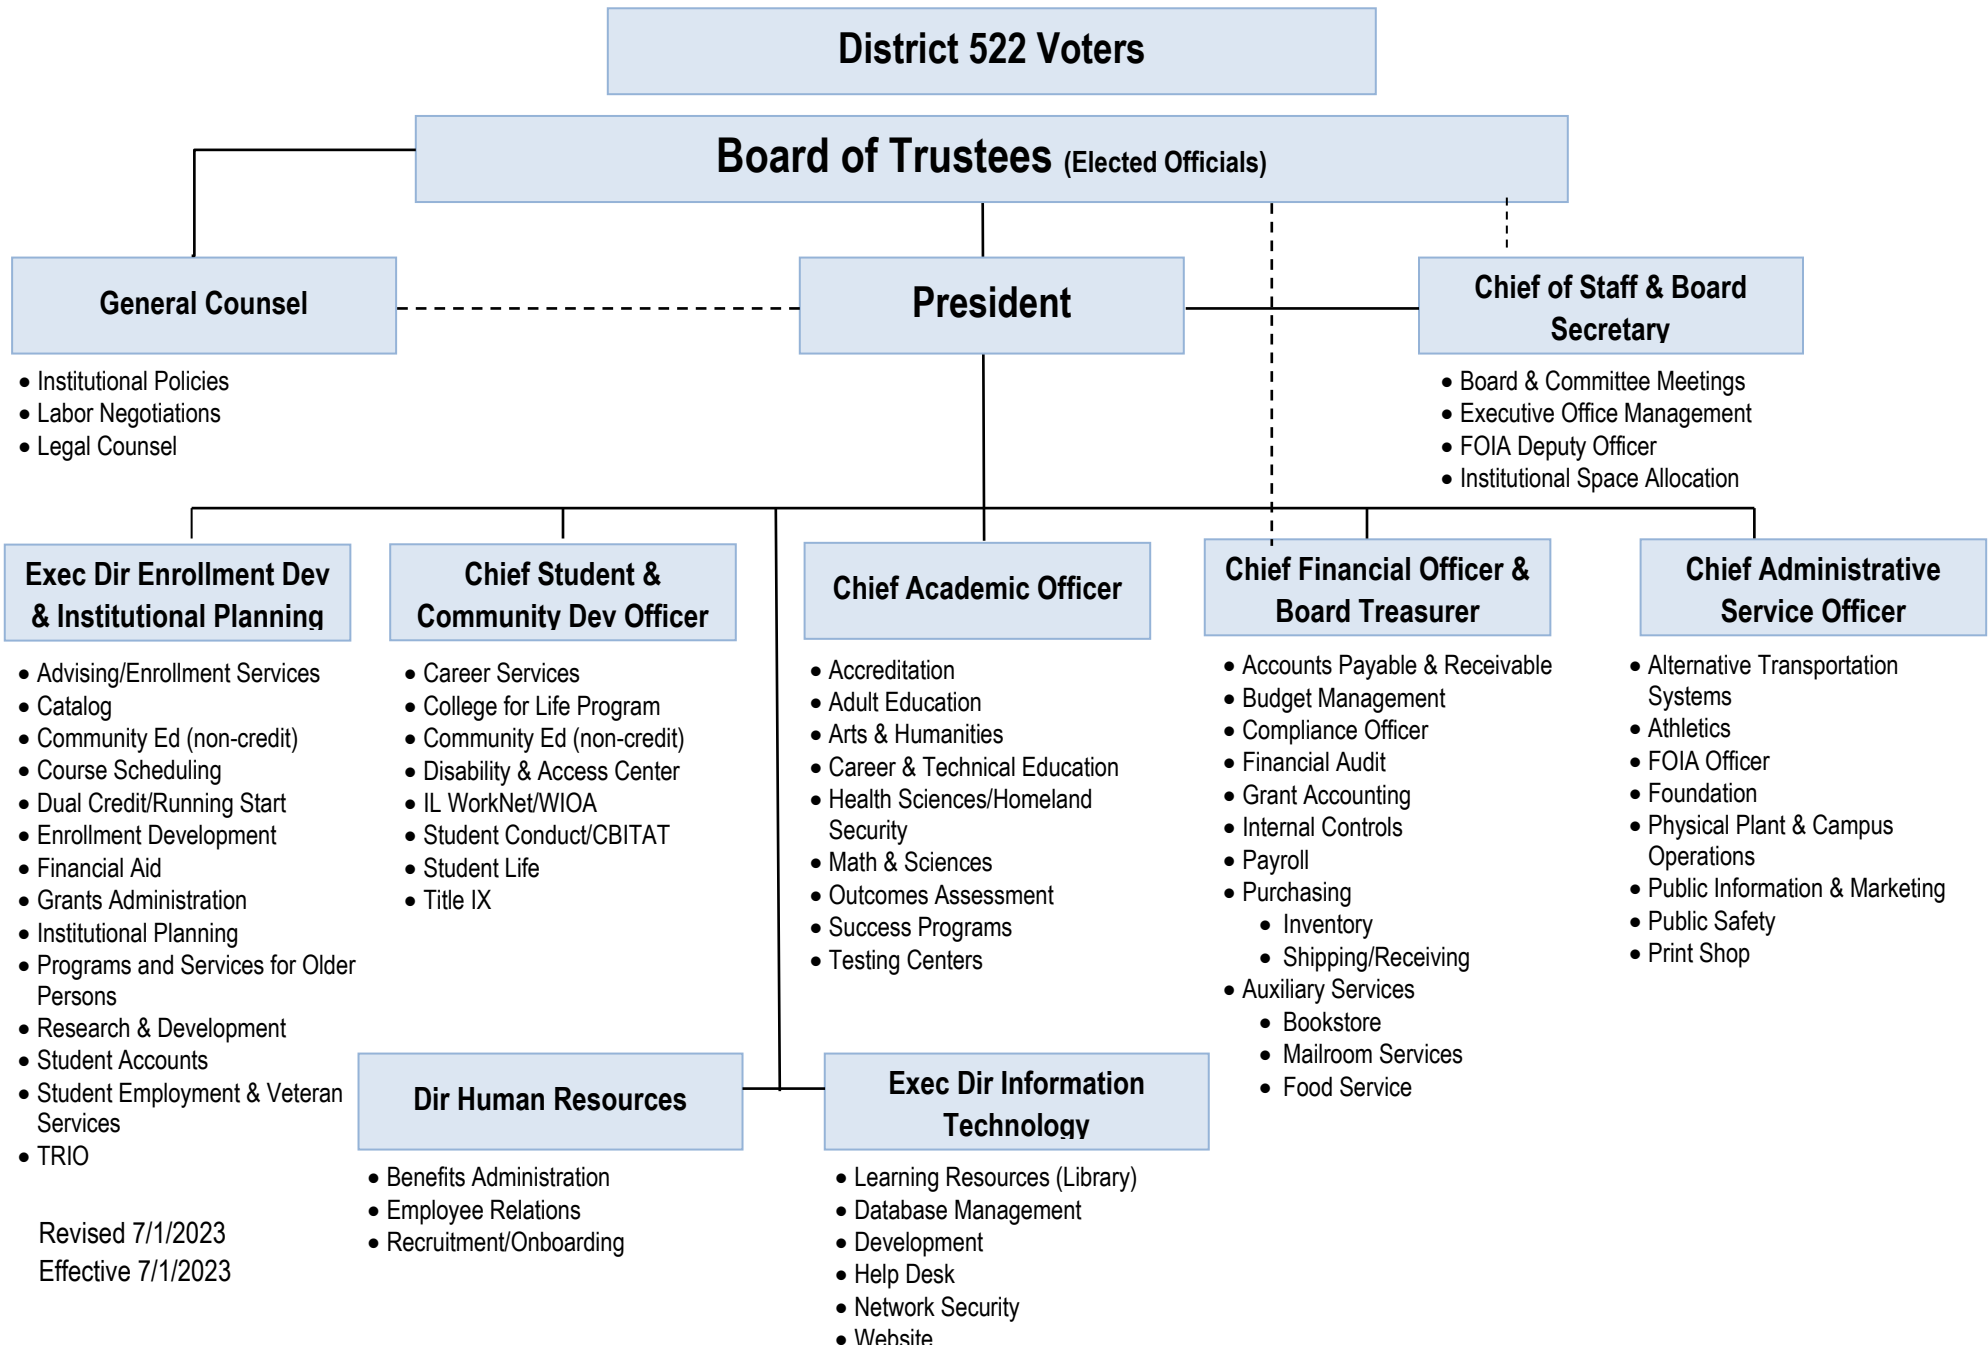 District 522 Voters
Board of Trustees (Elected Officials)
General Counsel
• Institutional Policies
• Labor Negotiations
• Legal Counsel
President
Chief of Staff & Board
Secretary
• Board & Committee Meetings
• Executive Office Management
• FOIA Deputy Officer
• Institutional Space Allocation
Exec Dir Enrollment Dev
& Institutional Planning
• Advising/Enrollment Services
• Catalog
• Community Ed (non-credit)
• Course Scheduling
• Dual Credit/Running Start
• Enrollment Development
• Financial Aid
• Grants Administration
• Institutional Planning
• Programs and Services for Older
Persons
• Research & Development
• Student Accounts
• Student Employment & Veteran
Services
• TRIO
Chief Student &
Community Dev Officer
• Career Services
• College for Life Program
• Community Ed (non-credit)
• Disability & Access Center
• IL WorkNet/WIOA
• Student Conduct/CBITAT
• Student Life
• Title IX
Chief Academic Officer
• Accreditation
• Adult Education
• Arts & Humanities
• Career & Technical Education
• Health Sciences/Homeland
Security
• Math & Sciences
• Outcomes Assessment
• Success Programs
• Testing Centers
Chief Financial Officer &
Board Treasurer
• Accounts Payable & Receivable
• Budget Management
• Compliance Officer
• Financial Audit
• Grant Accounting
• Internal Controls
• Payroll
• Purchasing
• Inventory
• Shipping/Receiving
• Auxiliary Services
• Bookstore
• Mailroom Services
• Food Service
Chief Administrative
Service Officer
• Alternative Transportation
Systems
• Athletics
• FOIA Officer
• Foundation
• Physical Plant & Campus
Operations
• Public Information & Marketing
• Public Safety
• Print Shop
Dir Human Resources
• Benefits Administration
• Employee Relations
• Recruitment/Onboarding
Exec Dir Information
Technology
• Learning Resources (Library)
• Database Management
• Development
• Help Desk
• Network Security
• Website
Revised 7/1/2023
Effective 7/1/2023